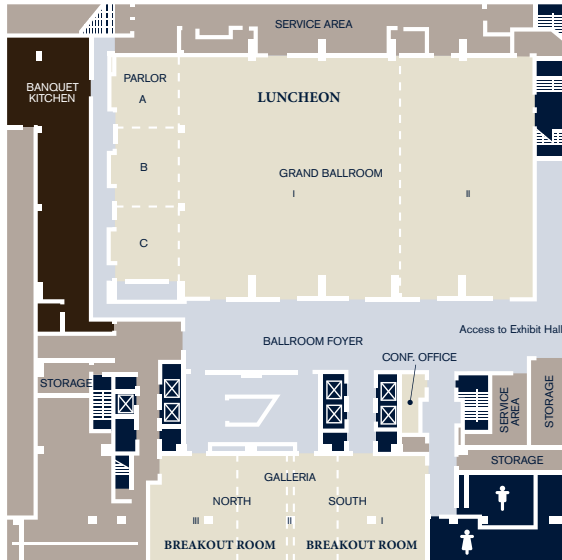 SERVICE AREA
BANQUET
KITCHEN
PARLOR
A
LUNCHEON
B
GRAND BALLROOM
I
II
C
BALLROOM FOYER
Access to Exhibit Hall
CONF. OFFICE
STORAGE
SERVICE
AREA
STORAGE
STORAGE
GALLERIA
NORTH
SOUTH
III
II
I
BREAKOUT ROOM
BREAKOUT ROOM